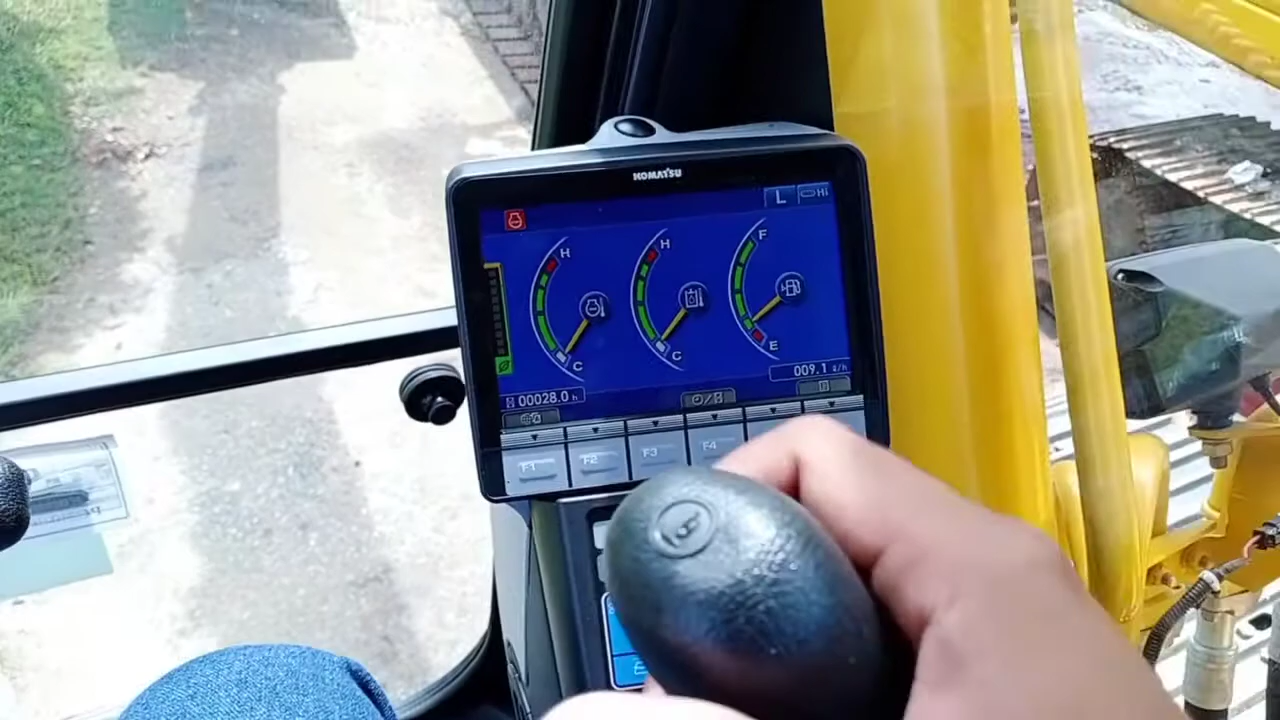 KOMATSU
L Hi
H H F
C C E
00028.0 h
009.1 ℓ/h
F1 F2 F3 F4